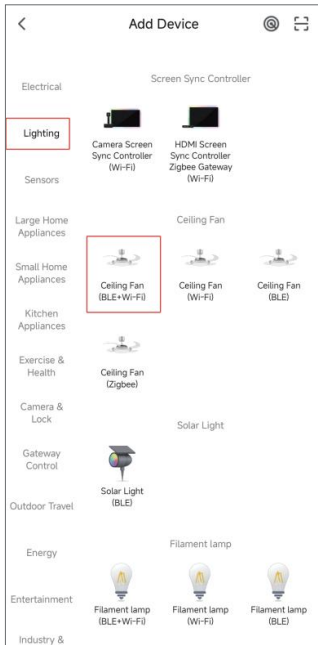 Add Device
Electrical
Lighting
Sensors
Large Home
Appliances
Small Home
Appliances
Kitchen
Appliances
Exercise &
Health
Camera &
Lock
Gateway
Control
Outdoor Travel
Energy
Entertainment
Industry &
Screen Sync Controller
Camera Screen
Sync Controller
(Wi-Fi)
HDMI Screen
Sync Controller
Zigbee Gateway
(Wi-Fi)
Ceiling Fan
Ceiling Fan
(BLE+Wi-Fi)
Ceiling Fan
(Wi-Fi)
Ceiling Fan
(BLE)
Ceiling Fan
(Zigbee)
Solar Light
Solar Light
(BLE)
Filament lamp
Filament lamp
(BLE+Wi-Fi)
Filament lamp
(Wi-Fi)
Filament lamp
(BLE)